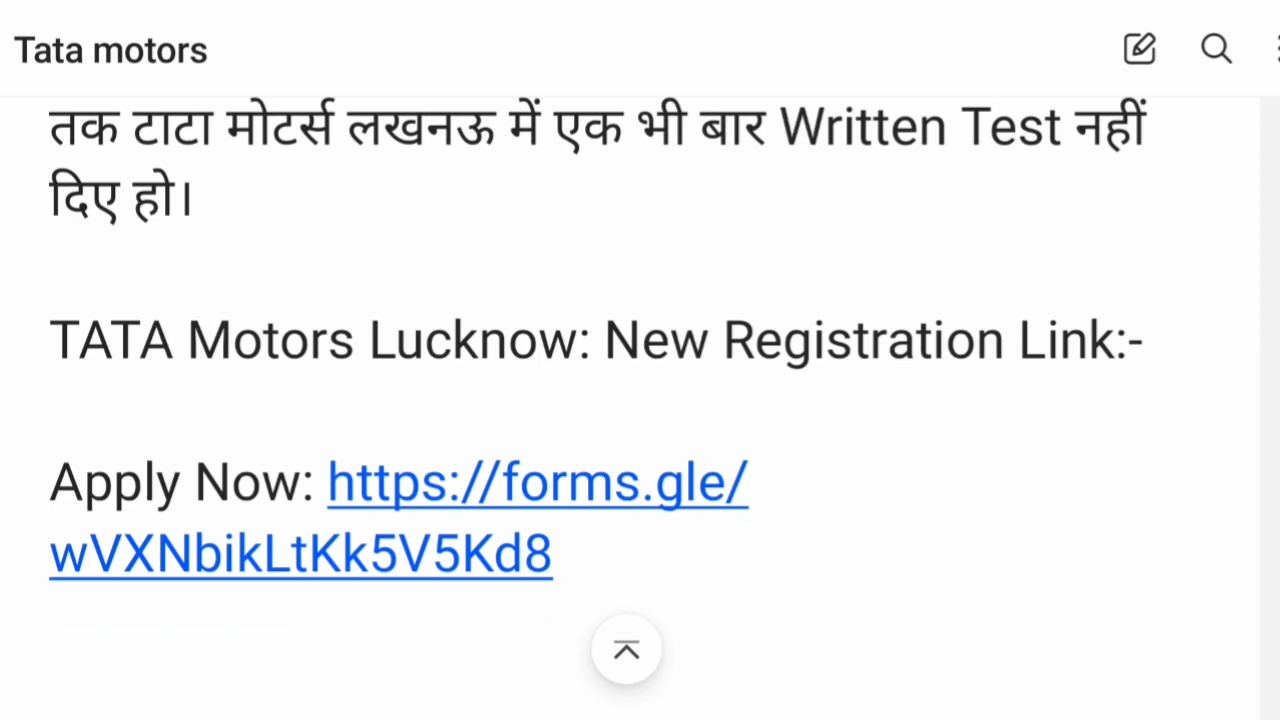 Tata motors
तक टाटा मोटर्स लखनऊ में एक भी बार Written Test नहीं
दिए हो।
TATA Motors Lucknow: New Registration Link:-
Apply Now: https://forms.gle/
wVXNbikLtKk5V5Kd8